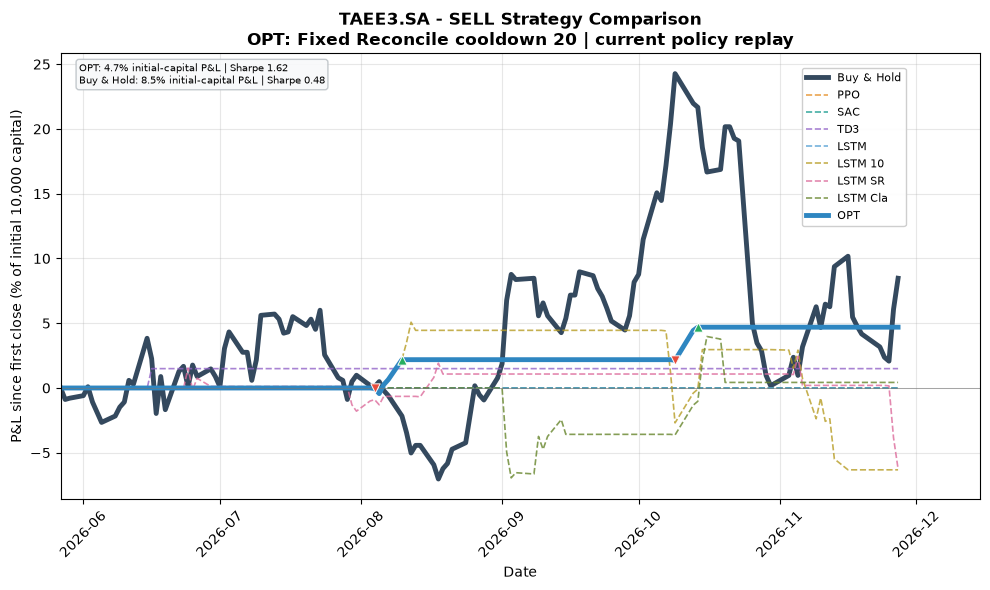 TAEE3.SA - SELL Strategy Comparison
OPT: Fixed Reconcile cooldown 20 | current policy replay
OPT: 4.7% initial-capital P&L | Sharpe 1.62
Buy & Hold: 8.5% initial-capital P&L | Sharpe 0.48
Buy & Hold
PPO
SAC
TD3
LSTM
LSTM 10
LSTM SR
LSTM Cla
OPT
P&L since first close (% of initial 10,000 capital)
25
20
15
10
5
0
−5
2026-06
2026-07
2026-08
2026-09
2026-10
2026-11
2026-12
Date